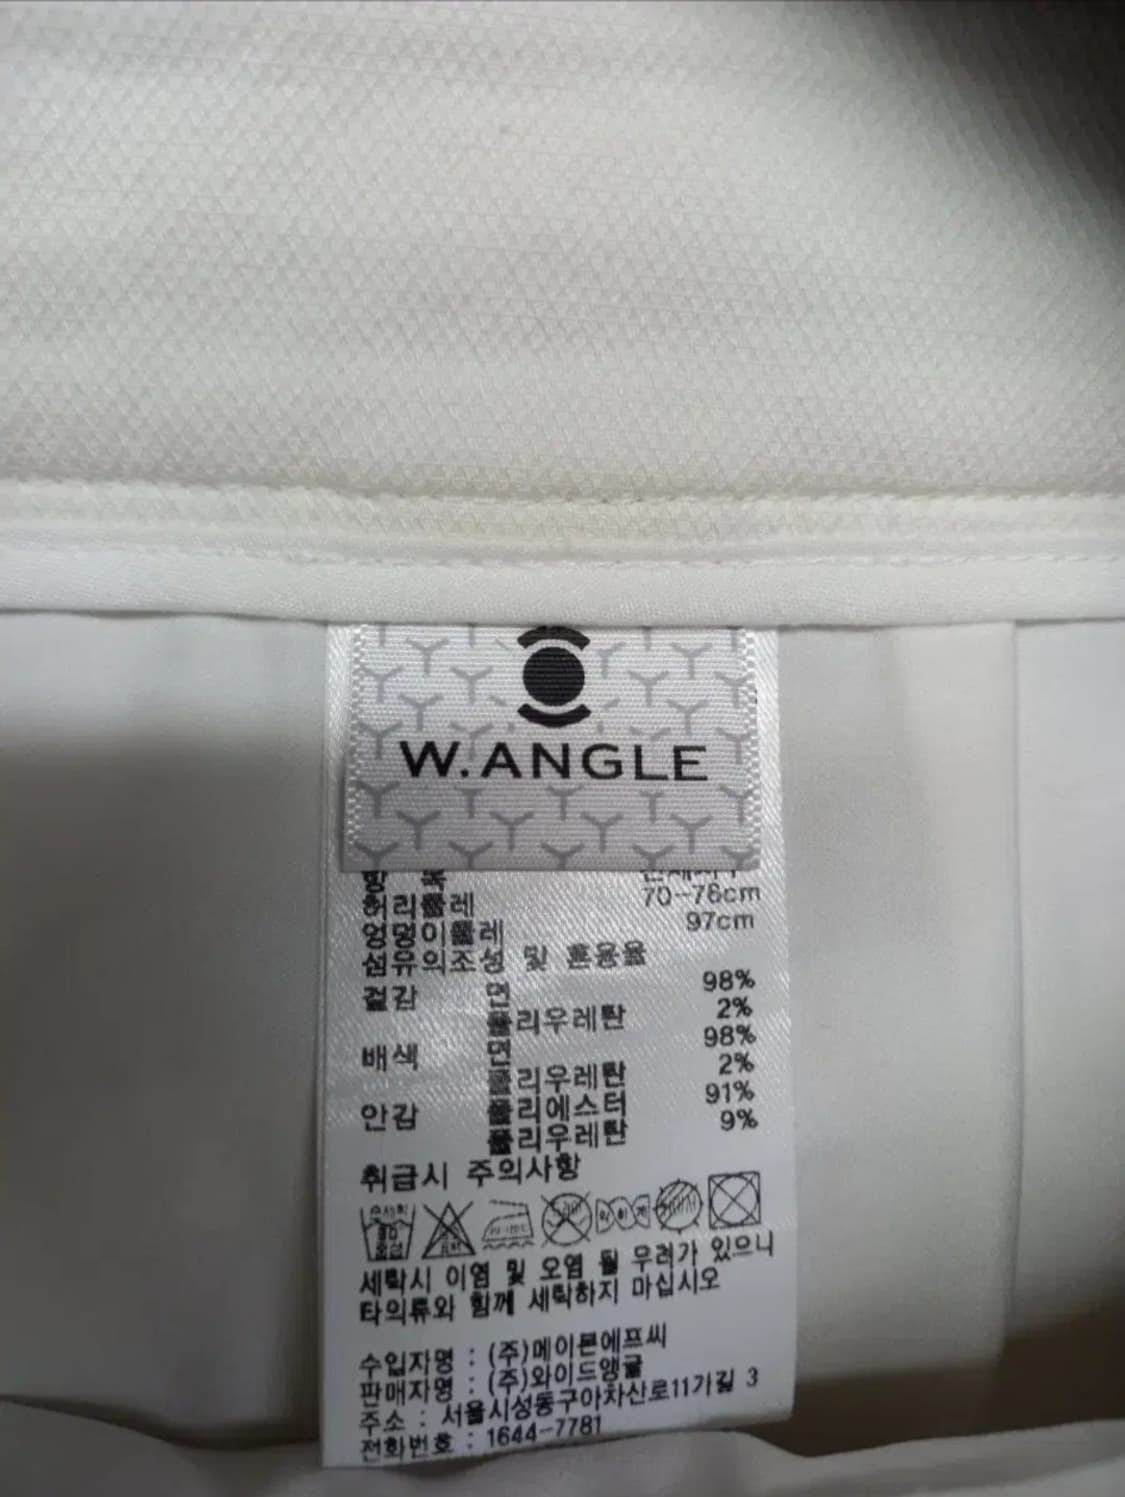 W.ANGLE
항 목
허리둘레 70-76cm
엉덩이둘레 97cm
섬유의조성 및 혼용율
겉감 면 98%
폴리우레탄 2%
배색 면 98%
폴리우레탄 2%
안감 폴리에스터 91%
폴리우레탄 9%
취급시 주의사항
세탁시 이염 및 오염 될 우려가 있으니
타의류와 함께 세탁하지 마십시오
수입자명 : (주)메이본에프씨
판매자명 : (주)와이드앵글
주소 : 서울시성동구아차산로11가길 3
전화번호 : 1644-7781